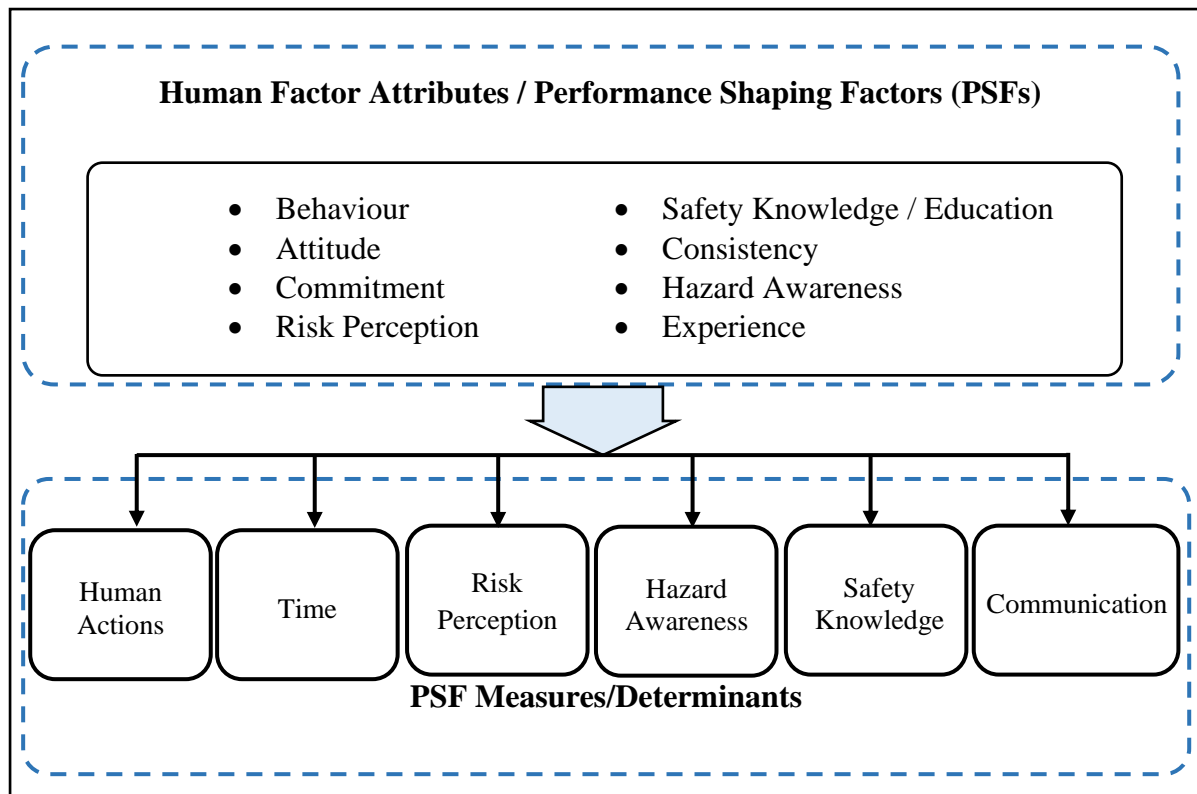 Human Factor Attributes / Performance Shaping Factors (PSFs)
• Behaviour
• Attitude
• Commitment
• Risk Perception
• Safety Knowledge / Education
• Consistency
• Hazard Awareness
• Experience
Human
Actions
Time
Risk
Perception
Hazard
Awareness
Safety
Knowledge
Communication
PSF Measures/Determinants